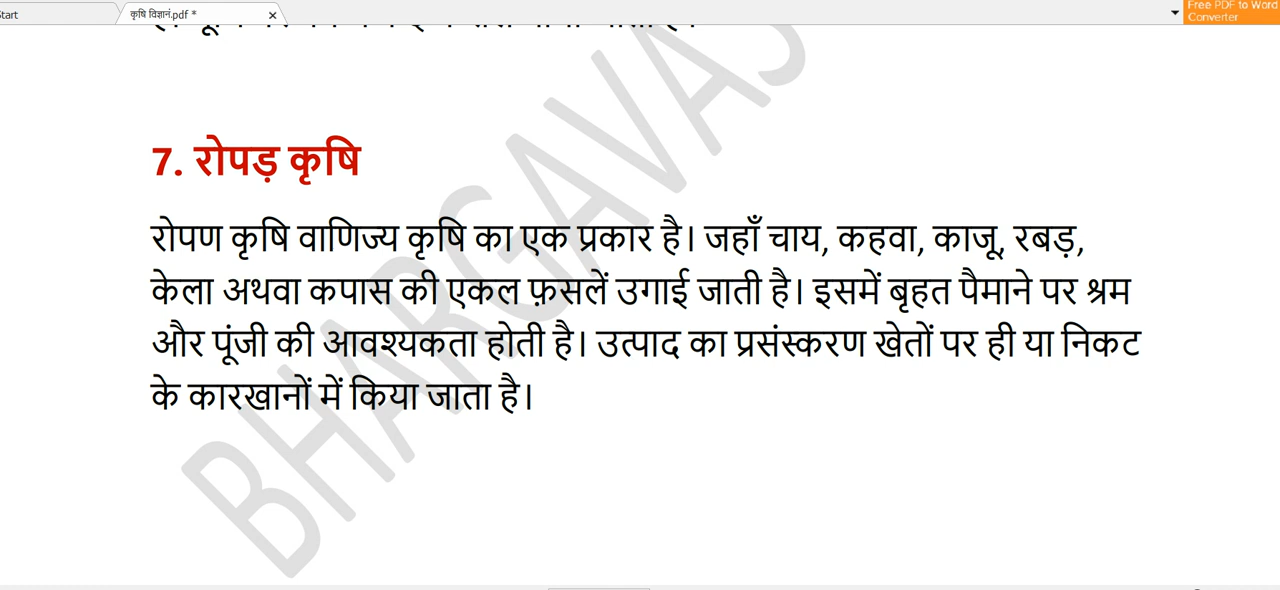 Start
कृषि विज्ञानं.pdf *
Free PDF to Word
Converter
7. रोपड़ कृषि
रोपण कृषि वाणिज्य कृषि का एक प्रकार है। जहाँ चाय, कहवा, काजू, रबड़,
केला अथवा कपास की एकल फ़सलें उगाई जाती है। इसमें बृहत पैमाने पर श्रम
और पूंजी की आवश्यकता होती है। उत्पाद का प्रसंस्करण खेतों पर ही या निकट
के कारखानों में किया जाता है।
BHARGAVAS